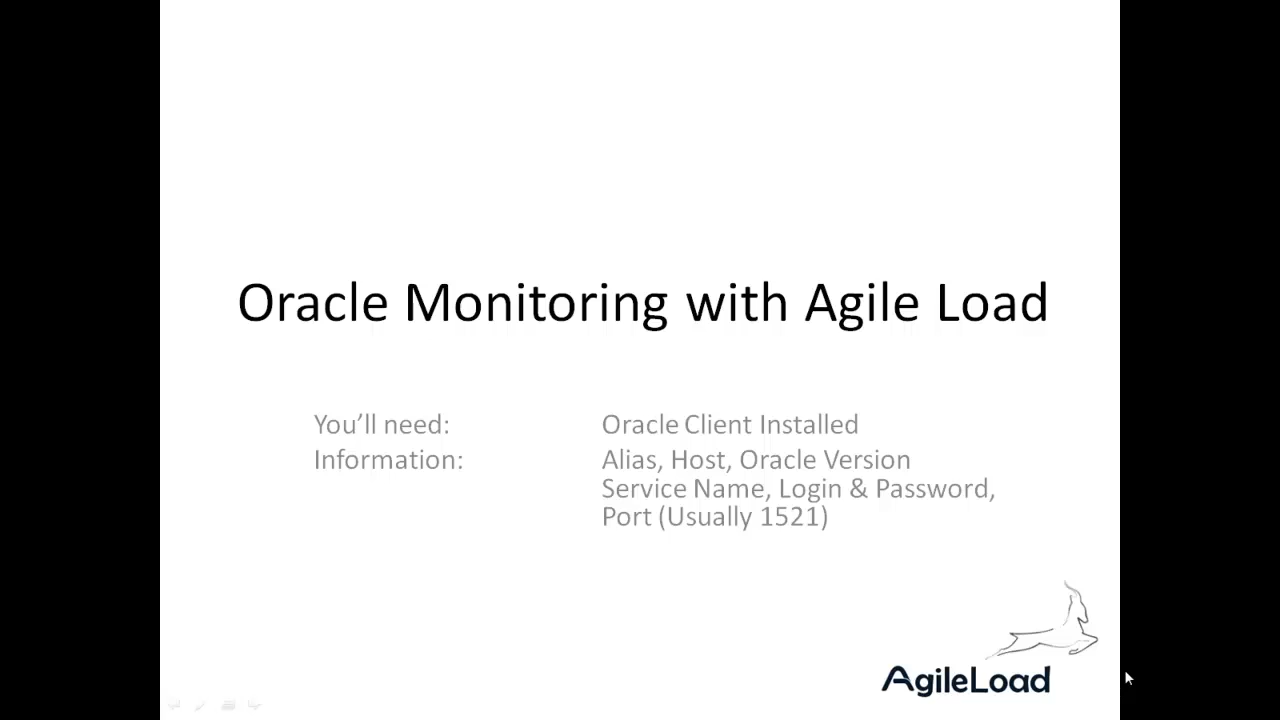 Oracle Monitoring with Agile Load
You'll need: Oracle Client Installed
Information: Alias, Host, Oracle Version
Service Name, Login & Password,
Port (Usually 1521)
AgileLoad